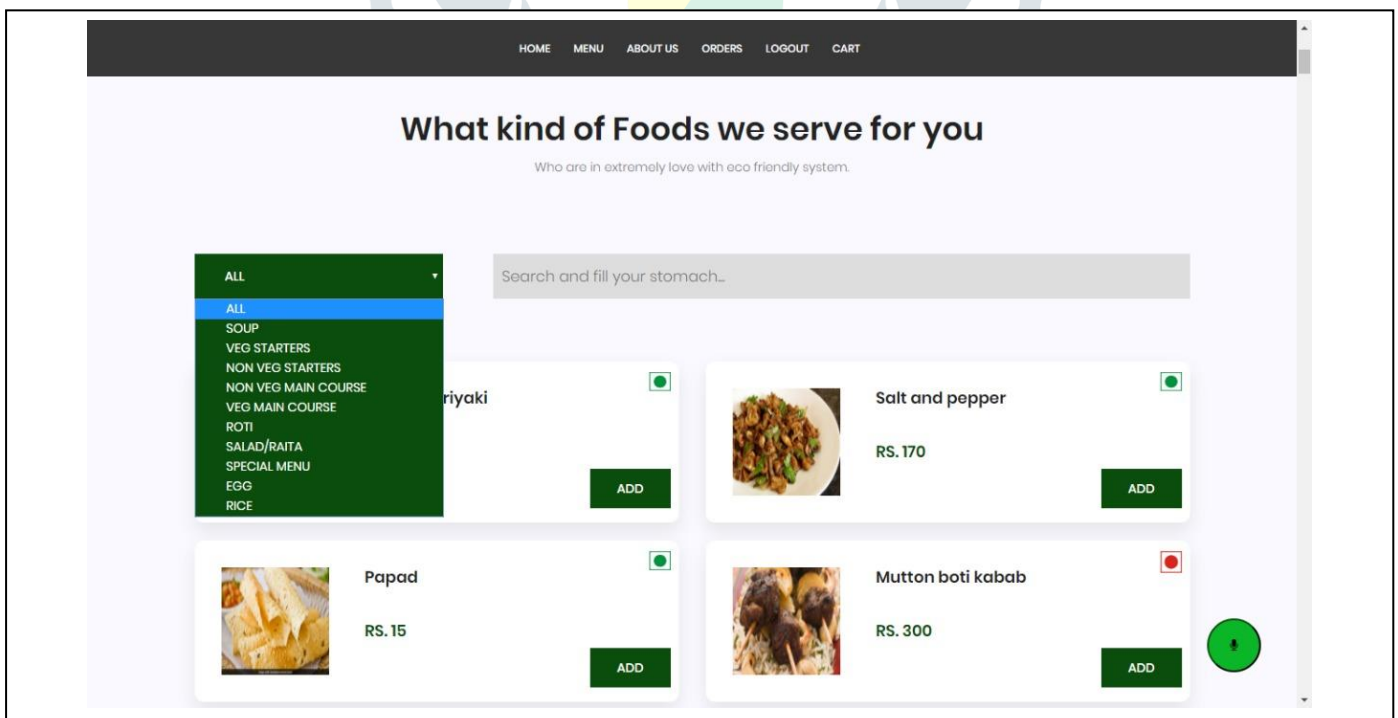 HOME MENU ABOUT US ORDERS LOGOUT CART
What kind of Foods we serve for you
Who are in extremely love with eco friendly system.
ALL
Search and fill your stomach...
ALL
SOUP
VEG STARTERS
NON VEG STARTERS
NON VEG MAIN COURSE
VEG MAIN COURSE
ROTI
SALAD/RAITA
SPECIAL MENU
EGG
RICE
riyaki
ADD
Salt and pepper
RS. 170
ADD
Papad
RS. 15
ADD
Mutton boti kabab
RS. 300
ADD